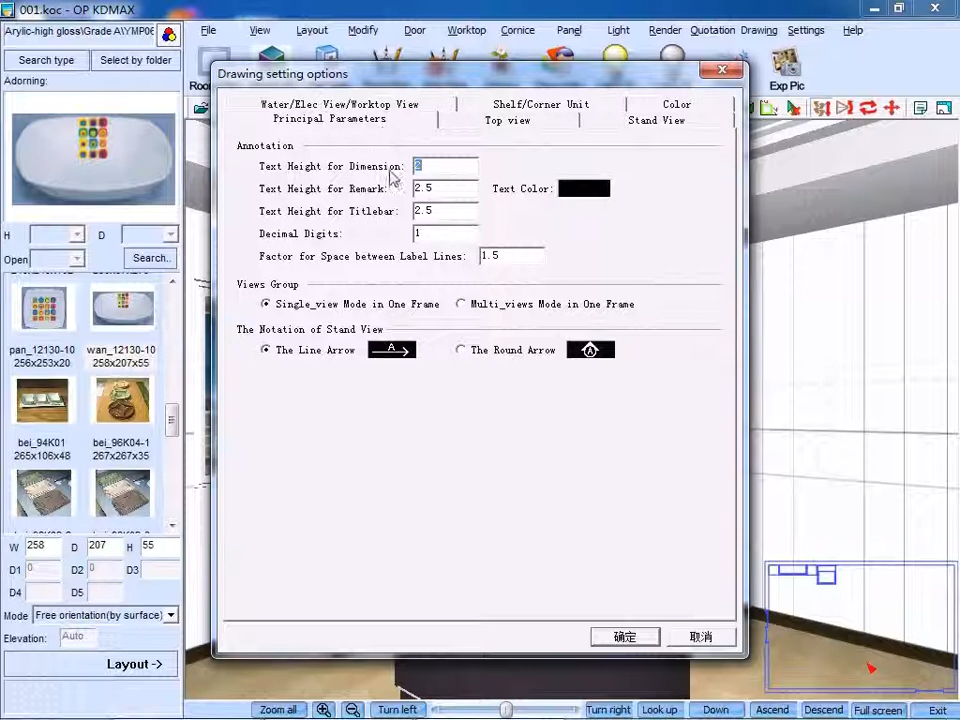 001.koc - OP KDMAX
Arylic-high gloss\Grade A\YMP06
File View Layout Modify Door Worktop Cornice Panel Light Render Quotation Drawing Settings Help
Search type Select by folder
Adorning:
Exp Pic
Drawing setting options
Water/Elec View/Worktop View Shelf/Corner Unit Color
Principal Parameters Top view Stand View
Annotation
Text Height for Dimension: 2
Text Height for Remark: 2.5 Text Color:
Text Height for Titlebar: 2.5
Decimal Digits: 1
Factor for Space between Label Lines: 1.5
Views Group
Single_view Mode in One Frame Multi_views Mode in One Frame
The Notation of Stand View
The Line Arrow A The Round Arrow A
确定 取消
H D
Open Search..
pan_12130-10 wan_12130-10
256x253x20 258x207x55
bei_94K01 bei_96K04-1
265x106x48 267x267x35
W 258 D 207 H 55
D1 0 D2 0 D3
D4 D5
Mode Free orientation(by surface)
Elevation: Auto
Layout ->
Zoom all Turn left Turn right Look up Down Ascend Descend Full screen Exit